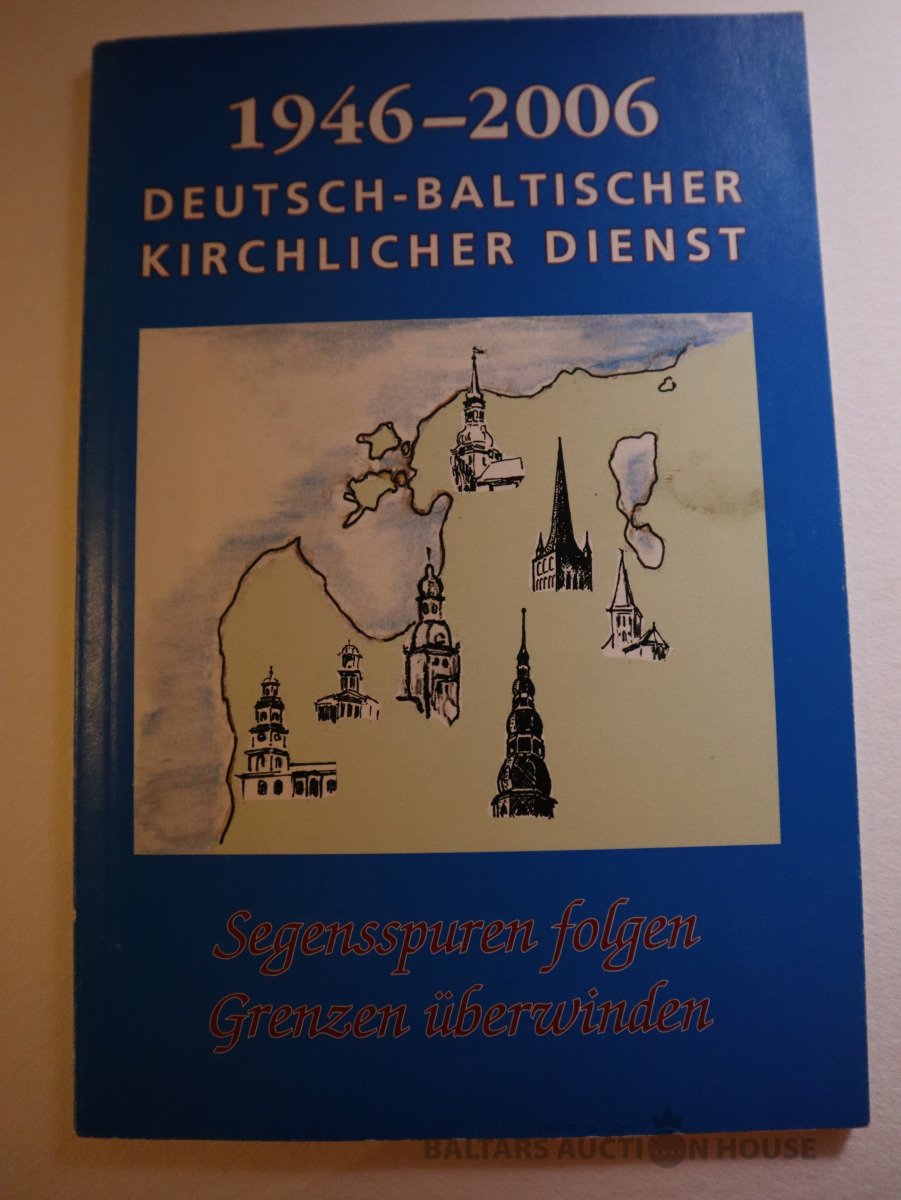 1946–2006
DEUTSCH-BALTISCHER
KIRCHLICHER DIENST
Segensspuren folgen
Grenzen überwinden
BALTARS AUCTION HOUSE